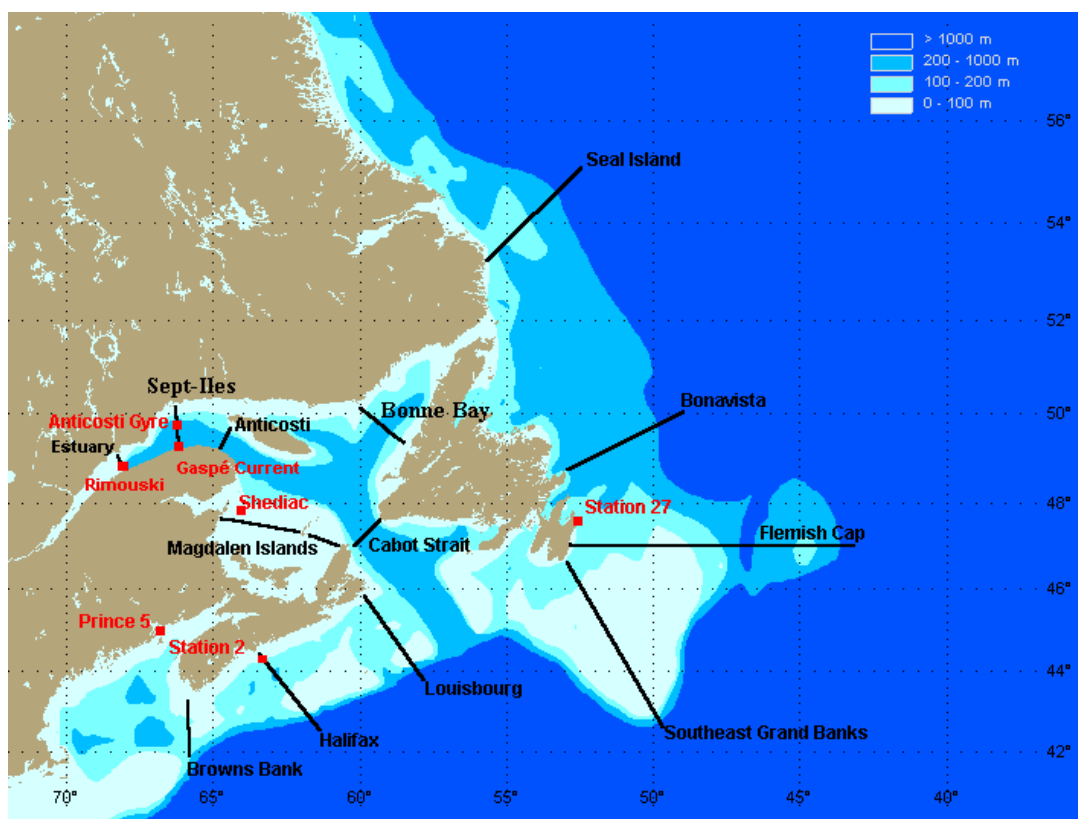 > 1000 m
200 - 1000 m
100 - 200 m
0 - 100 m
56°
Seal Island
54°
52°
Sept-Iles
50°
Bonavista
Anticosti Gyre
Bonne Bay
Anticosti
Estuary
Gaspé Current
Rimouski
48°
Shediac
Station 27
Flemish Cap
Magdalen Islands
Cabot Strait
46°
Prince 5
Station 2
44°
Louisbourg
Southeast Grand Banks
Halifax
42°
Browns Bank
70° 65° 60° 55° 50° 45° 40°